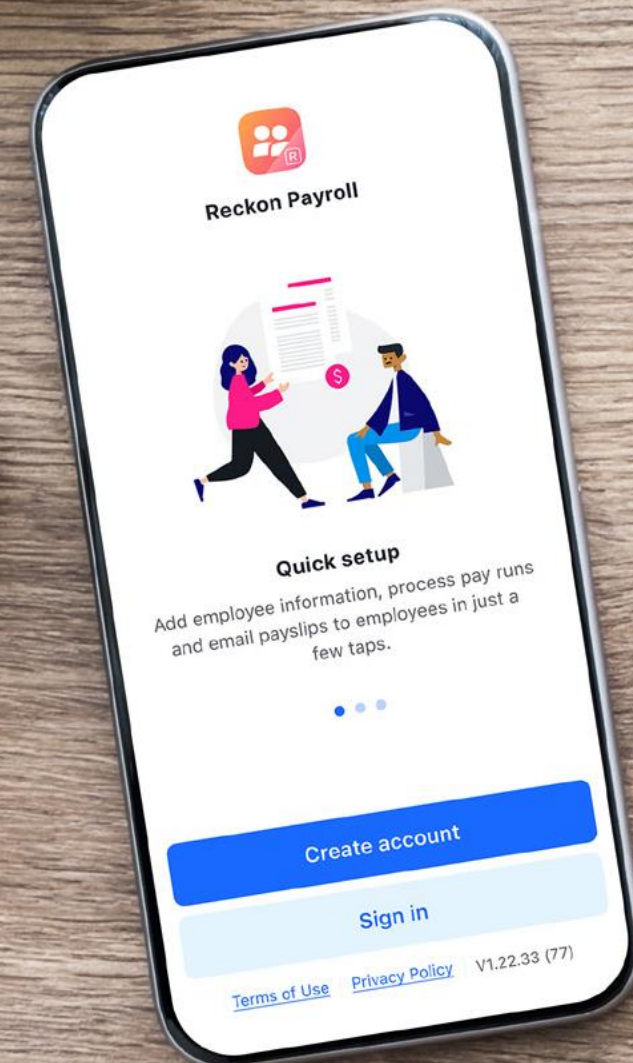 R
Reckon Payroll
$
Quick setup
Add employee information, process pay runs
and email payslips to employees in just a
few taps.
Create account
Sign in
Terms of Use Privacy Policy V1.22.33 (77)